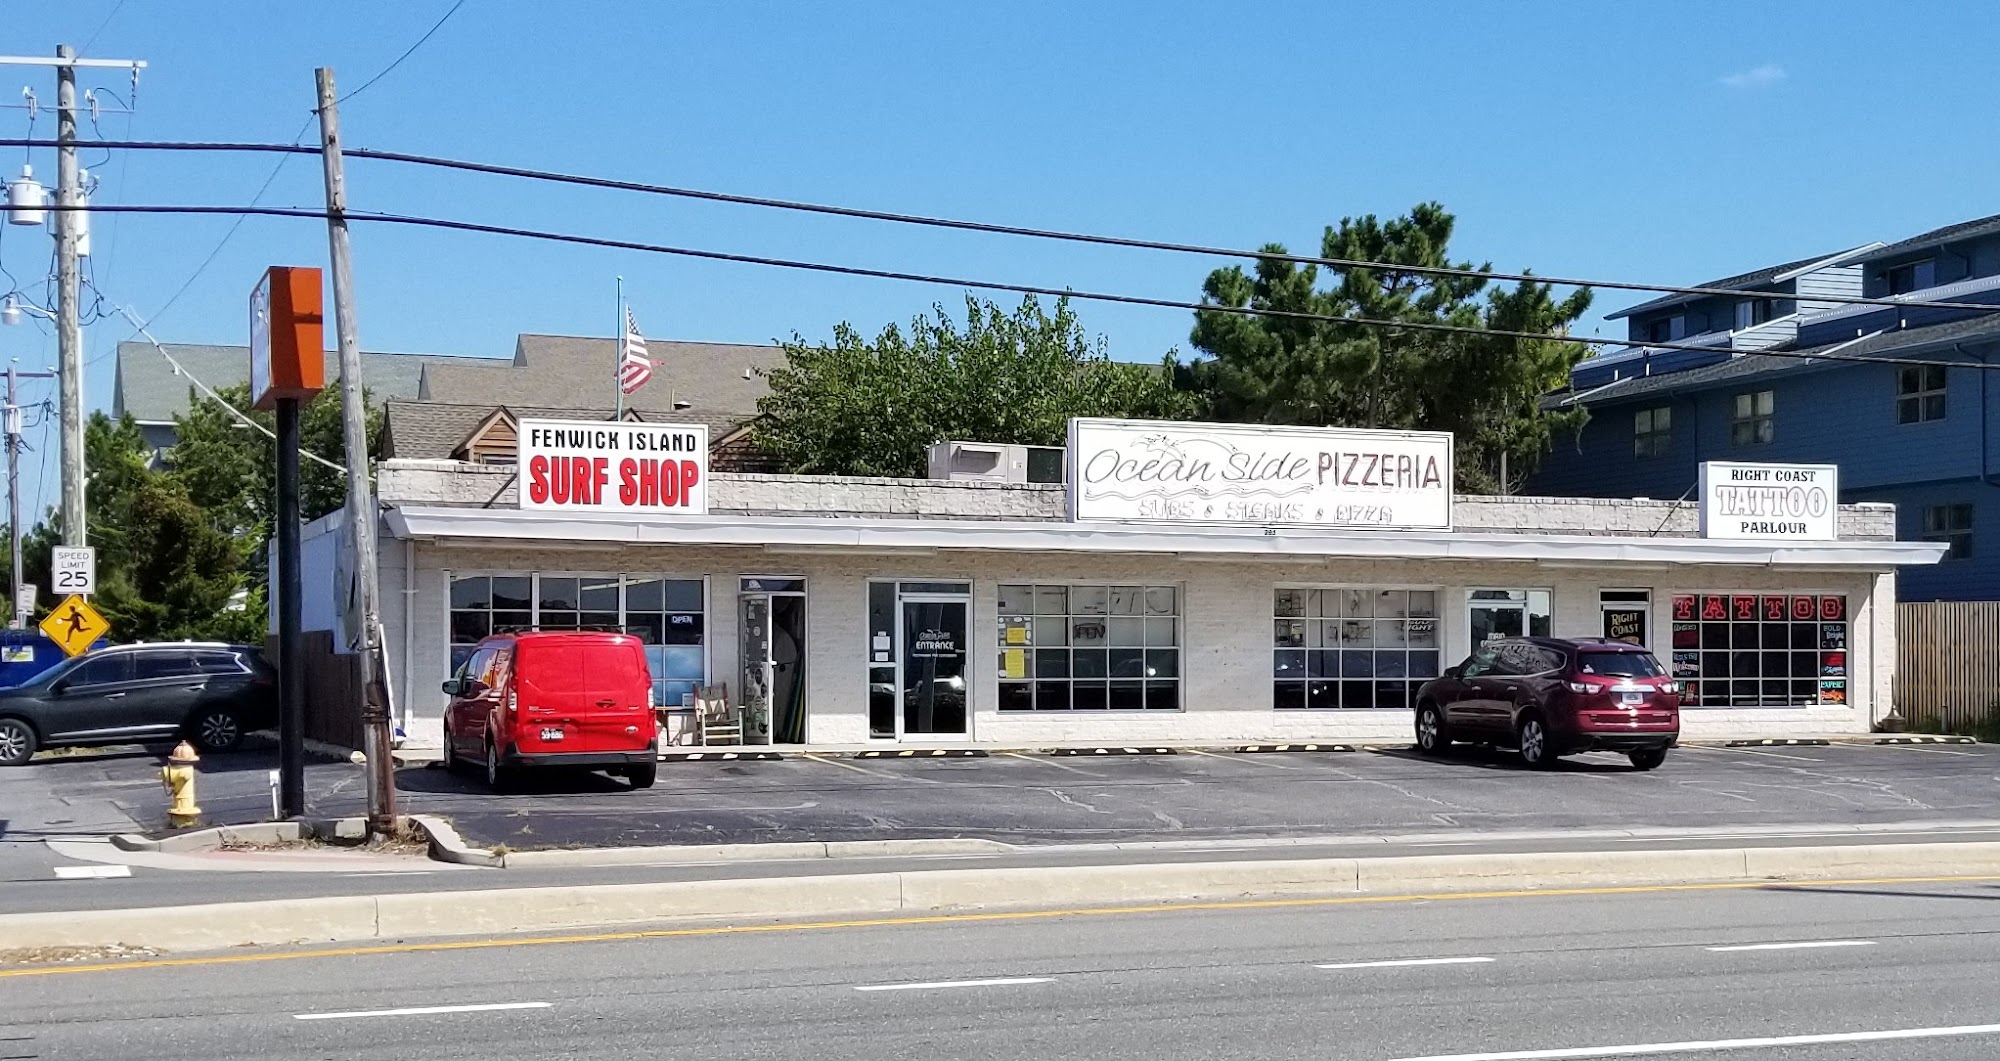 FENWICK ISLAND
SURF SHOP
Ocean Side PIZZERIA
SUBS & STEAKS & PIZZA
RIGHT COAST
TATTOO
PARLOUR
SPEED
LIMIT
25
OPEN
ENTRANCE
RIGHT
COAST
TATTOO
BOLD